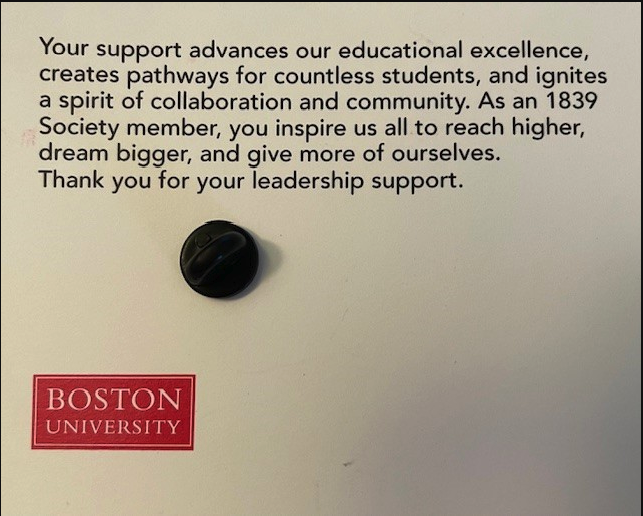 Your support advances our educational excellence,
creates pathways for countless students, and ignites
a spirit of collaboration and community. As an 1839
Society member, you inspire us all to reach higher,
dream bigger, and give more of ourselves.
Thank you for your leadership support.
BOSTON
UNIVERSITY